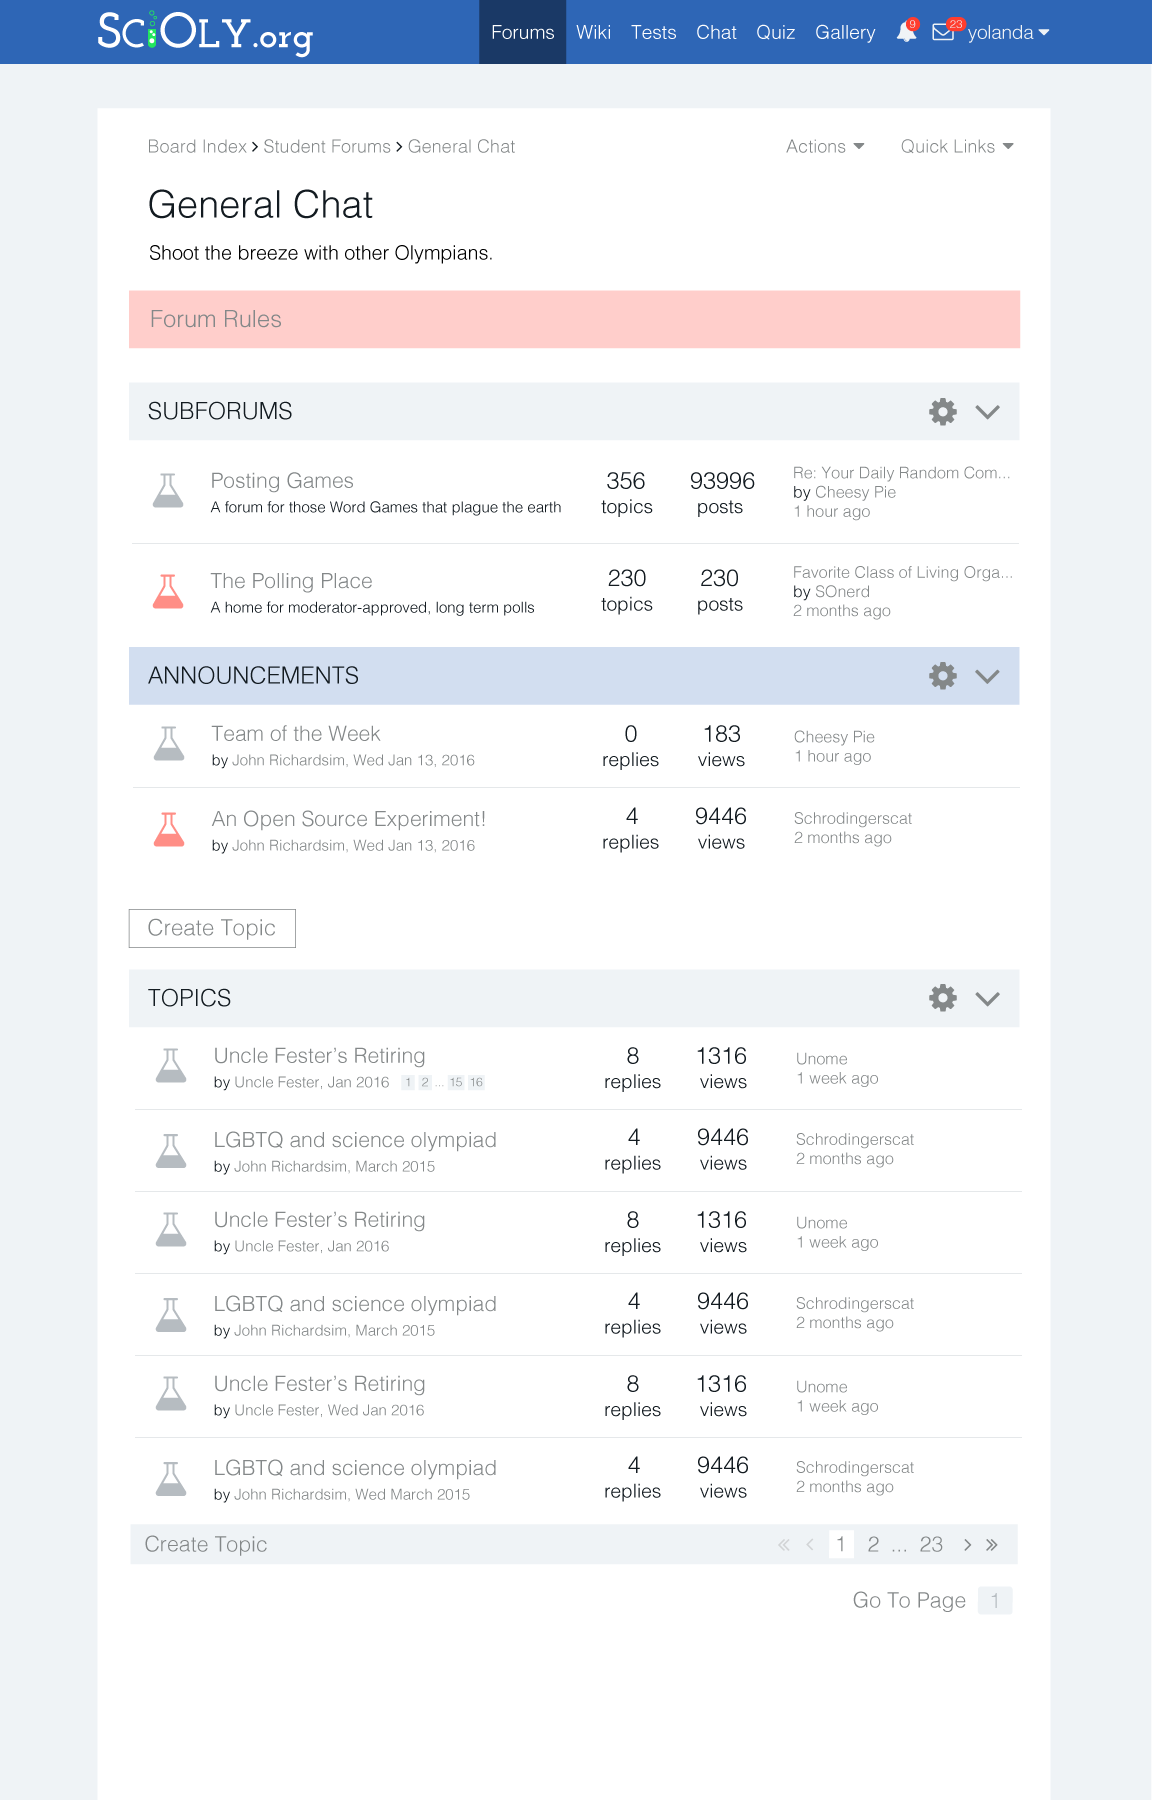 SciOLY.org
Forums Wiki Tests Chat Quiz Gallery 9 23 yolanda
Board Index > Student Forums > General Chat
Actions Quick Links
General Chat
Shoot the breeze with other Olympians.
Forum Rules
SUBFORUMS
Posting Games
A forum for those Word Games that plague the earth
356
topics
93996
posts
Re: Your Daily Random Com...
by Cheesy Pie
1 hour ago
The Polling Place
A home for moderator-approved, long term polls
230
topics
230
posts
Favorite Class of Living Orga...
by SOnerd
2 months ago
ANNOUNCEMENTS
Team of the Week
by John Richardsim, Wed Jan 13, 2016
0
replies
183
views
Cheesy Pie
1 hour ago
An Open Source Experiment!
by John Richardsim, Wed Jan 13, 2016
4
replies
9446
views
Schrodingerscat
2 months ago
Create Topic
TOPICS
Uncle Fester’s Retiring
by Uncle Fester, Jan 2016 1 2 ... 15 16
8
replies
1316
views
Unome
1 week ago
LGBTQ and science olympiad
by John Richardsim, March 2015
4
replies
9446
views
Schrodingerscat
2 months ago
Uncle Fester’s Retiring
by Uncle Fester, Jan 2016
8
replies
1316
views
Unome
1 week ago
LGBTQ and science olympiad
by John Richardsim, March 2015
4
replies
9446
views
Schrodingerscat
2 months ago
Uncle Fester’s Retiring
by Uncle Fester, Wed Jan 2016
8
replies
1316
views
Unome
1 week ago
LGBTQ and science olympiad
by John Richardsim, Wed March 2015
4
replies
9446
views
Schrodingerscat
2 months ago
Create Topic
« ‹ 1 2 ... 23 › »
Go To Page 1